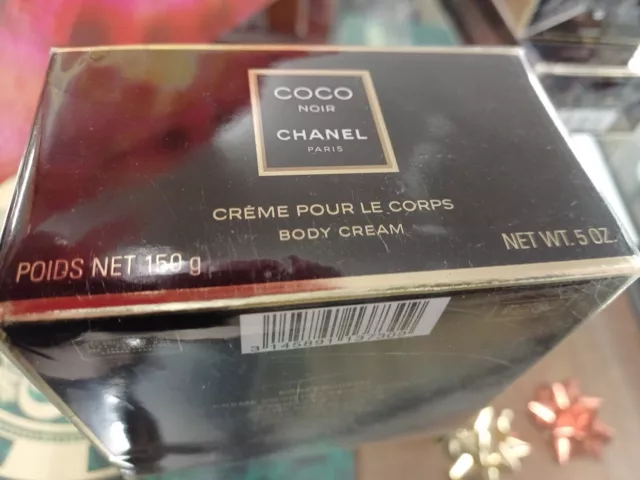 COCO
NOIR
CHANEL
PARIS
CRÈME POUR LE CORPS
BODY CREAM
POIDS NET 150 g
NET WT. 5 OZ.